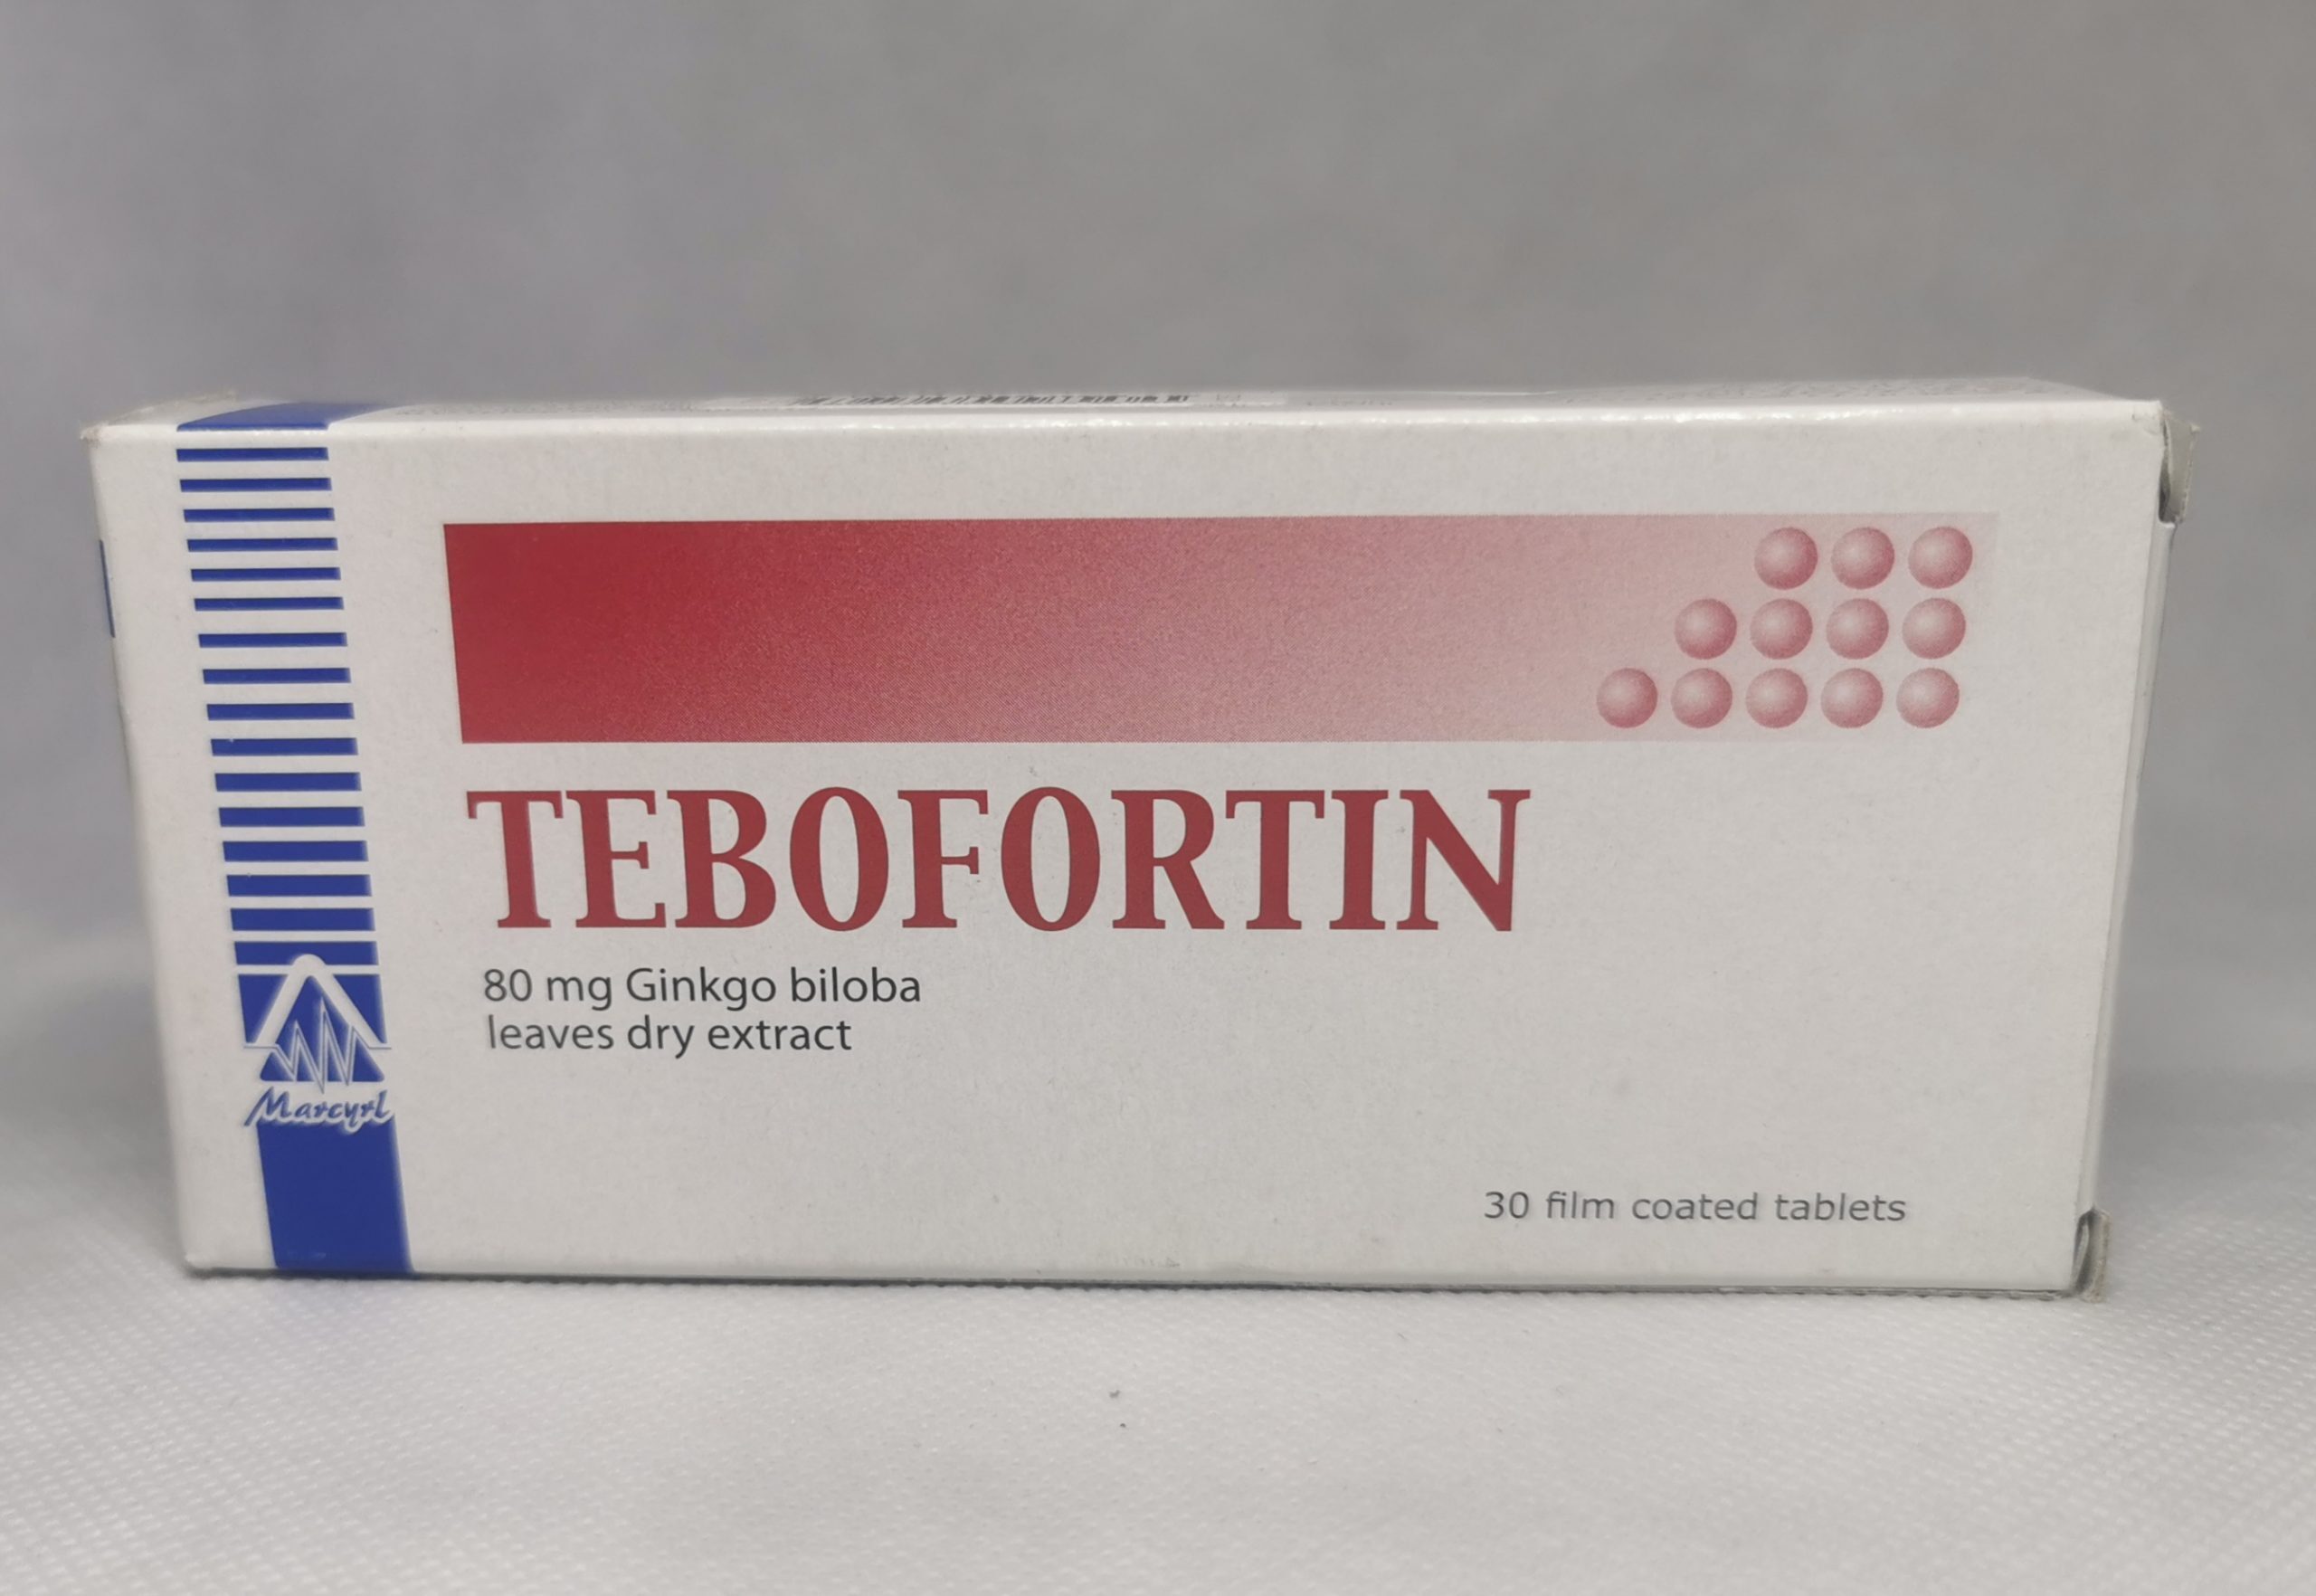 TEBOFORTIN
80 mg Ginkgo biloba
leaves dry extract
Marcyrl
30 film coated tablets